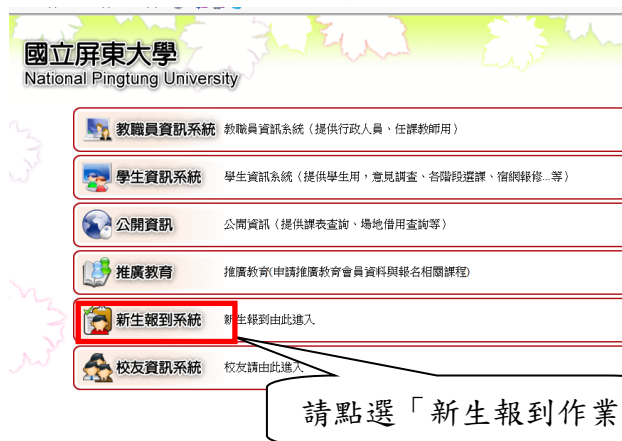 國立屏東大學
National Pingtung University
教職員資訊系統 教職員資訊系統（提供行政人員、任課教師用）
學生資訊系統 學生資訊系統（提供學生用，意見調查、各階段選課、宿網報修...等）
公開資訊 公開資訊（提供課表查詢、場地借用查詢等）
推廣教育 推廣教育(申請推廣教育會員資料與報名相關課程)
新生報到系統 新生報到由此進入
校友資訊系統 校友請由此進入
請點選「新生報到作業